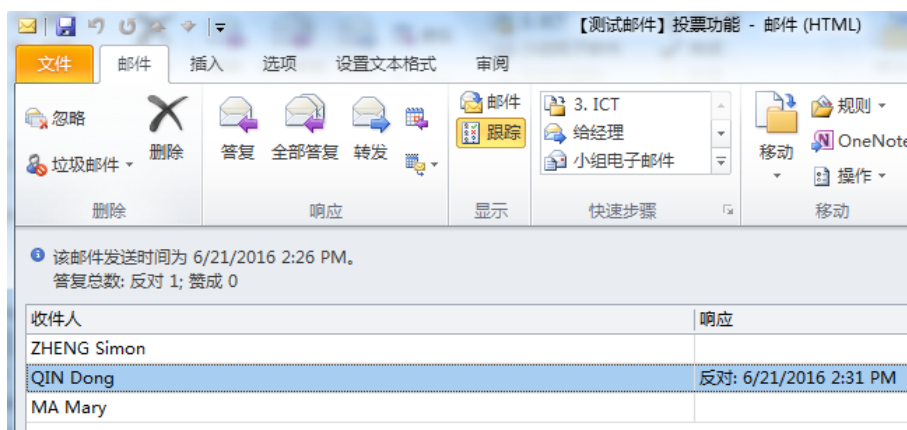 【测试邮件】投票功能 - 邮件 (HTML)
文件 邮件 插入 选项 设置文本格式 审阅
忽略 垃圾邮件 删除 答复 全部答复 转发 邮件 跟踪 3. ICT 给经理 小组电子邮件 移动 规则 OneNote 操作
删除 响应 显示 快速步骤 移动
该邮件发送时间为 6/21/2016 2:26 PM。
答复总数: 反对 1; 赞成 0
收件人 响应
ZHENG Simon
QIN Dong 反对: 6/21/2016 2:31 PM
MA Mary